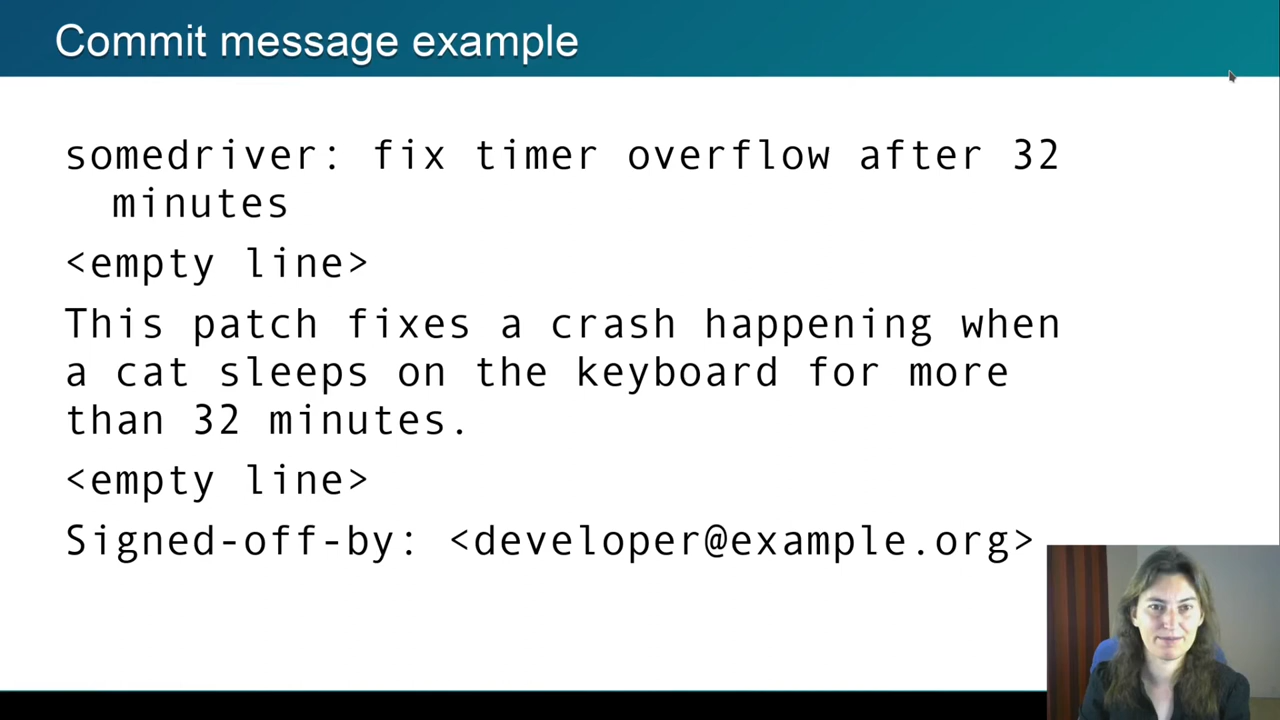 Commit message example
somedriver: fix timer overflow after 32
minutes
<empty line>
This patch fixes a crash happening when
a cat sleeps on the keyboard for more
than 32 minutes.
<empty line>
Signed-off-by: <developer@example.org>